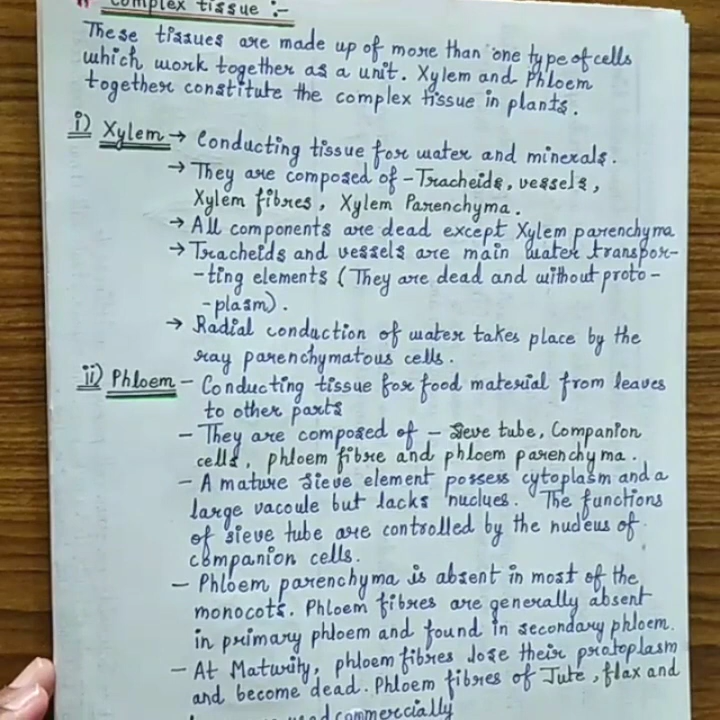 Complex tissue :-
These tissues are made up of more than one type of cells
which work together as a unit. Xylem and Phloem
together constitute the complex tissue in plants.
i) Xylem → Conducting tissue for water and minerals.
→ They are composed of - Tracheids, vessels,
Xylem fibres, Xylem Parenchyma.
→ All components are dead except Xylem parenchyma
→ Tracheids and vessels are main water transpor-
-ting elements (They are dead and without proto-
-plasm).
→ Radial conduction of water takes place by the
ray parenchymatous cells.
ii) Phloem - Conducting tissue for food material from leaves
to other parts
- They are composed of - Sieve tube, Companion
cells, phloem fibre and phloem parenchyma.
- A mature Sieve element possess cytoplasm and a
large vacoule but lacks nuclues. The functions
of sieve tube are controlled by the nucleus of
companion cells.
- Phloem parenchyma is absent in most of the
monocots. Phloem fibres are generally absent
in primary phloem and found in secondary phloem.
- At Maturity, phloem fibres lose their protoplasm
and become dead. Phloem fibres of Jute, flax and
used commercially